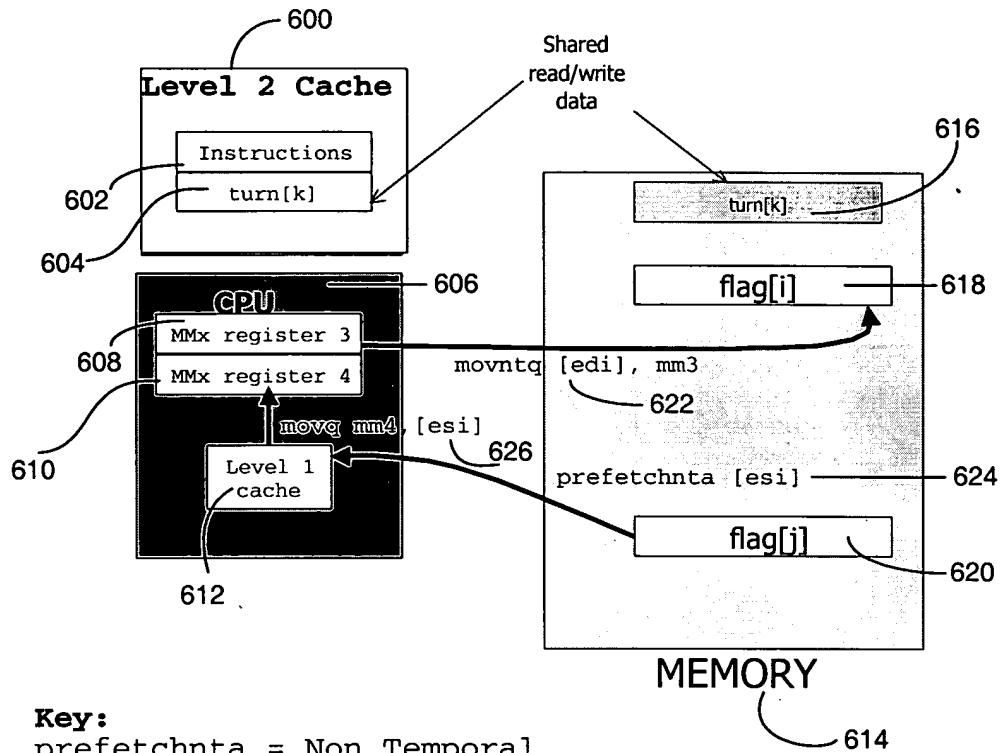 600
Level 2 Cache
Shared
read/write
data
616
Instructions
602
turn[k]
turn[k]
604
606
flag[i]
618
CPU
608
MMx register 3
movntq [edi], mm3
MMx register 4
622
movq mm4, [esi]
610
626
Level 1
cache
prefetchnta [esi]
624
flag[j]
620
612
MEMORY
614
Key:
prefetchnta = Non Temporal